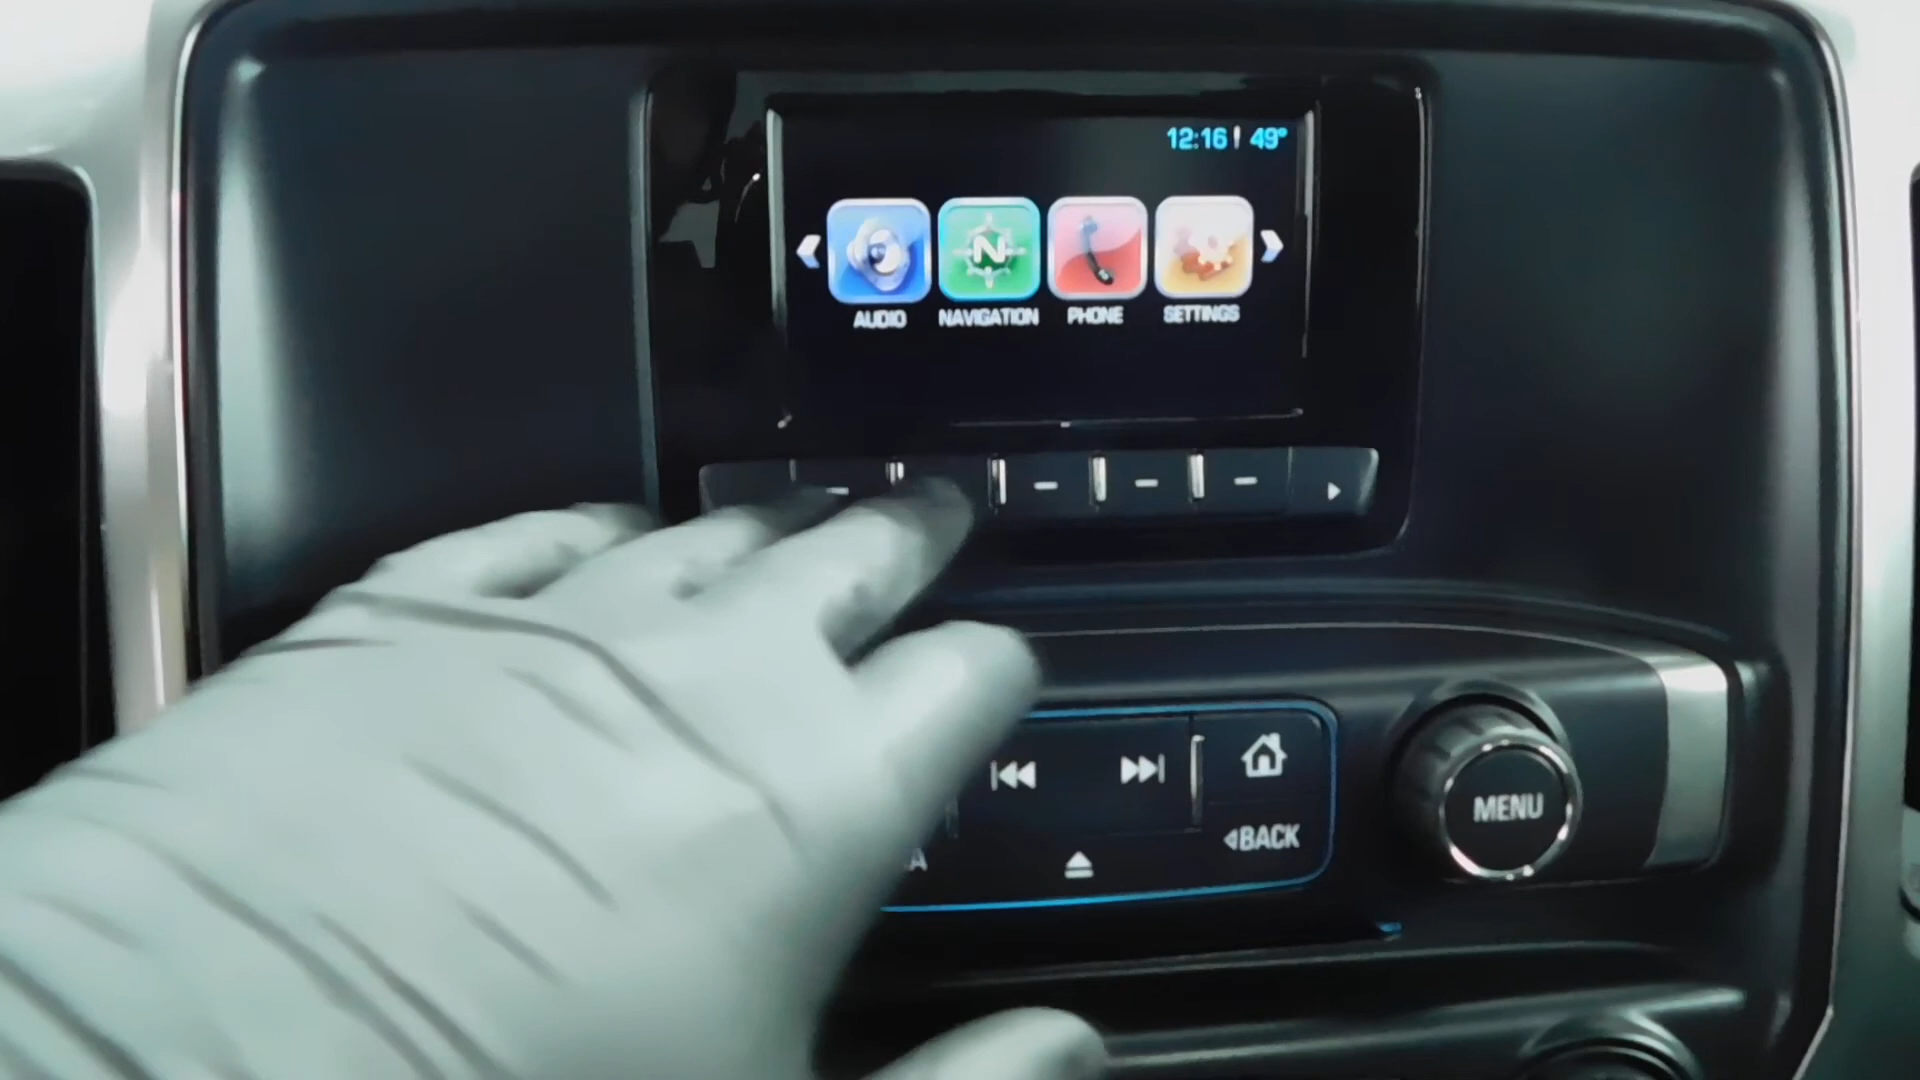 12:16 49°
N
AUDIO NAVIGATION PHONE SETTINGS
MENU
BACK